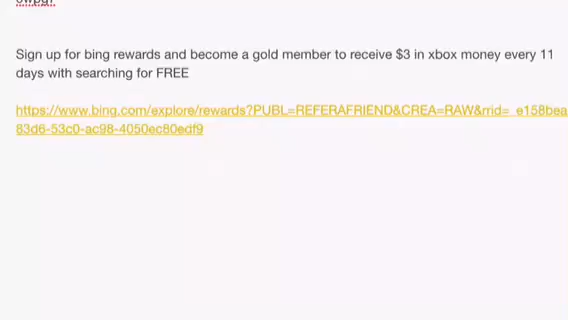 Sign up for bing rewards and become a gold member to receive $3 in xbox money every 11
days with searching for FREE
https://www.bing.com/explore/rewards?PUBL=REFERAFRIEND&CREA=RAW&rrid=_e158bea
83d6-53c0-ac98-4050ec80edf9